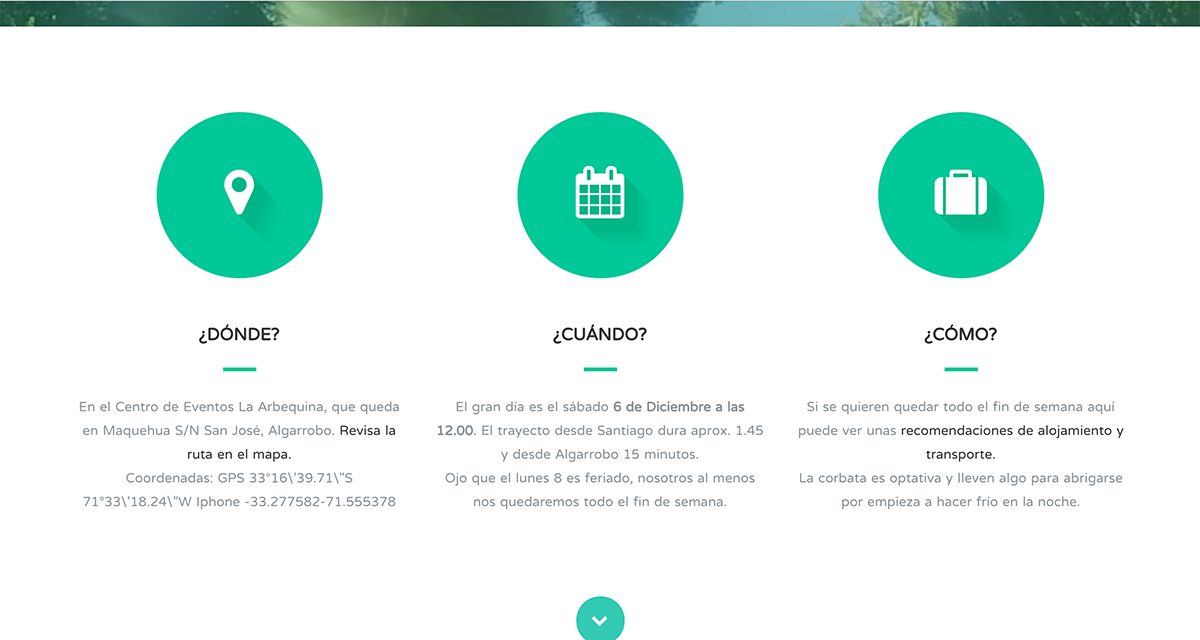 ¿DÓNDE?
En el Centro de Eventos La Arbequina, que queda
en Maquehua S/N San José, Algarrobo. Revisa la
ruta en el mapa.
Coordenadas: GPS 33°16\'39.71\"S
71°33\'18.24\"W Iphone -33.277582-71.555378
¿CUÁNDO?
El gran día es el sábado 6 de Diciembre a las
12.00. El trayecto desde Santiago dura aprox. 1.45
y desde Algarrobo 15 minutos.
Ojo que el lunes 8 es feriado, nosotros al menos
nos quedaremos todo el fin de semana.
¿CÓMO?
Si se quieren quedar todo el fin de semana aquí
puede ver unas recomendaciones de alojamiento y
transporte.
La corbata es optativa y lleven algo para abrigarse
por empieza a hacer frío en la noche.